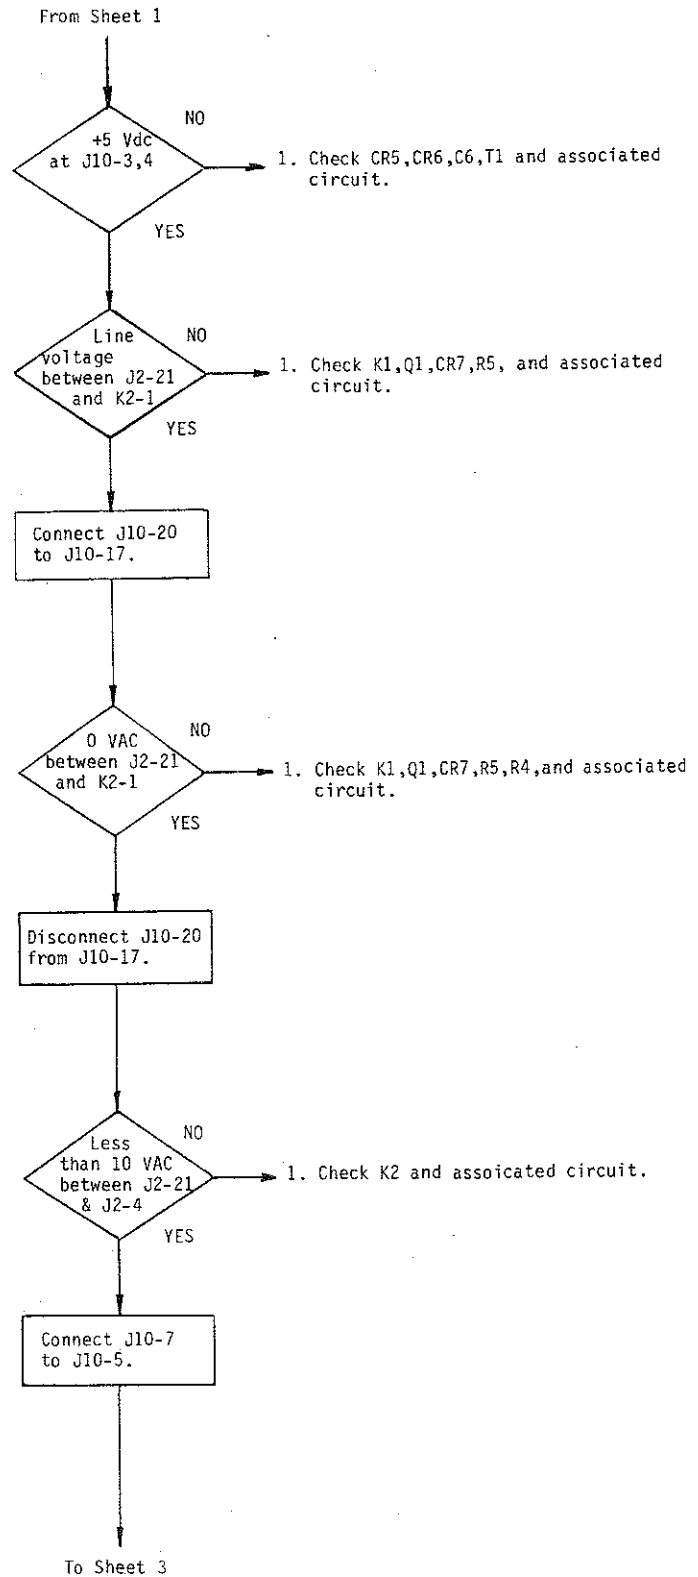 From Sheet 1
NO
+5 Vdc
at J10-3,4
1. Check CR5,CR6,C6,T1 and associated
circuit.
YES
Line
voltage
between J2-21
and K2-1
NO
1. Check K1,Q1,CR7,R5, and associated
circuit.
YES
Connect J10-20
to J10-17.
0 VAC
between J2-21
and K2-1
NO
1. Check K1,Q1,CR7,R5,R4,and associated
circuit.
YES
Disconnect J10-20
from J10-17.
Less
than 10 VAC
between J2-21
& J2-4
NO
1. Check K2 and assoicated circuit.
YES
Connect J10-7
to J10-5.
To Sheet 3